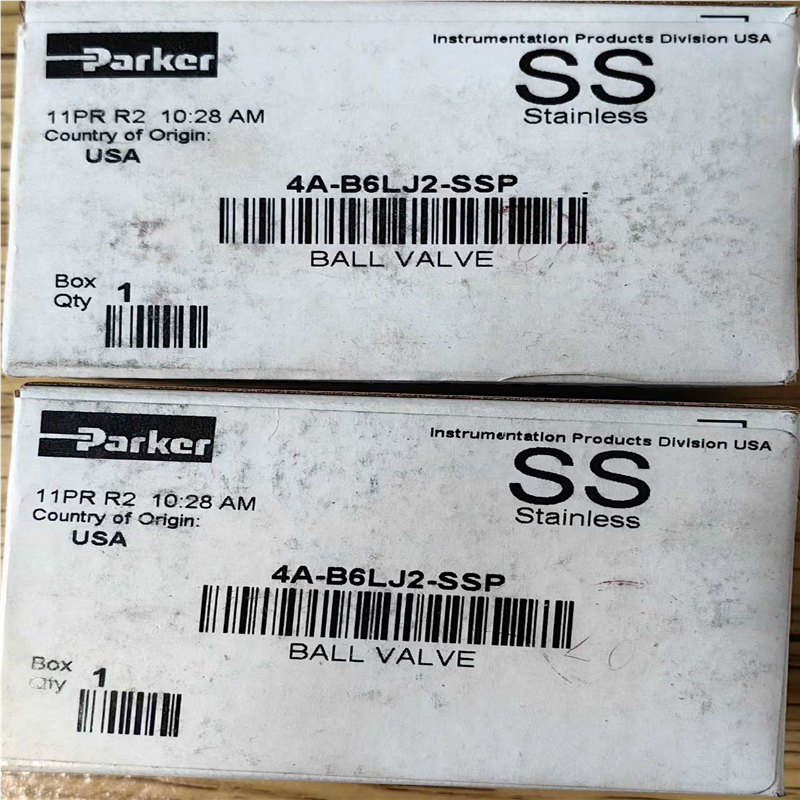 Parker
Instrumentation Products Division USA
SS
Stainless
11PR R2 10:28 AM
Country of Origin:
USA
4A-B6LJ2-SSP
BALL VALVE
Box
Qty 1
Parker
Instrumentation Products Division USA
SS
Stainless
11PR R2 10:28 AM
Country of Origin:
USA
4A-B6LJ2-SSP
BALL VALVE
Box
Qty 1